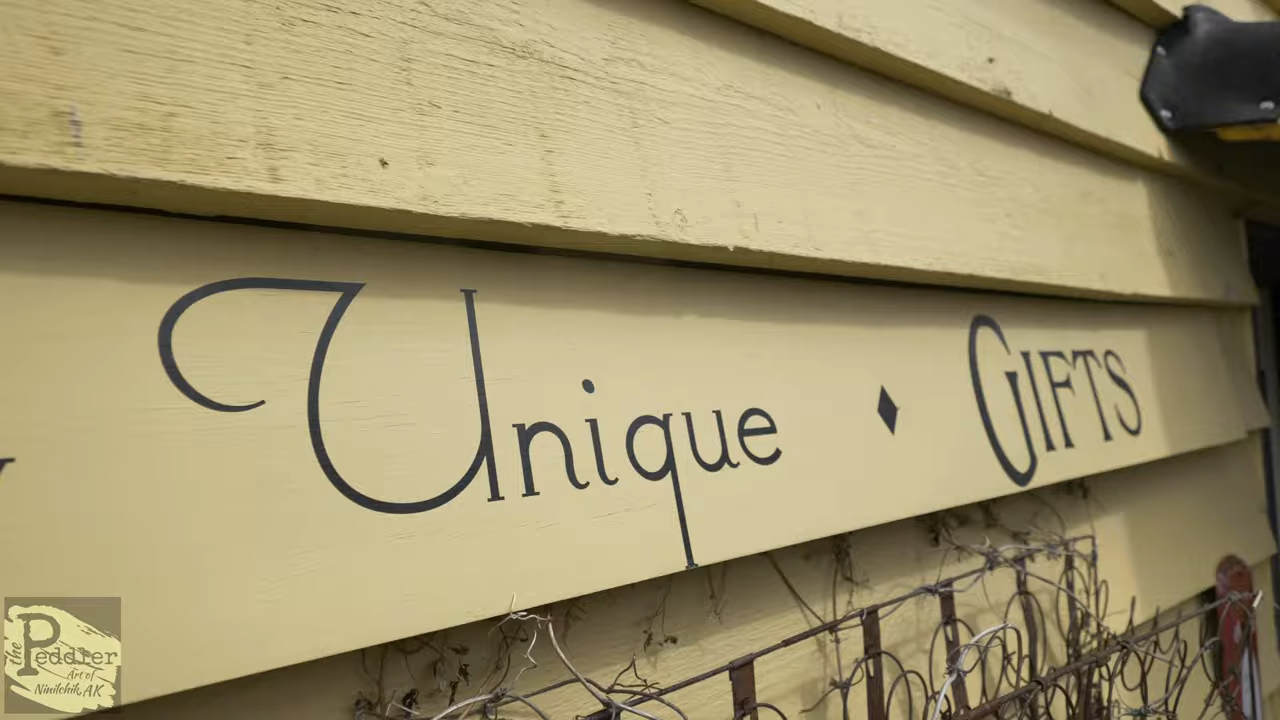 Unique ♦ GIFTS
the Peddler
Art of
Ninilchik, AK